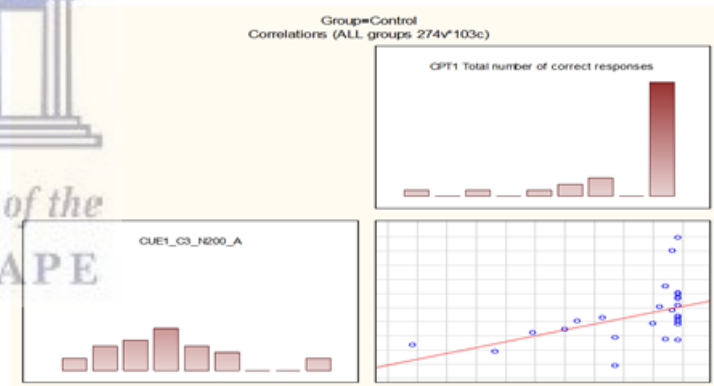 Group=Control
Correlations (ALL groups 274v*103c)
CPT1 Total number of correct responses
of the
CUE1_C3_N200_A
APE